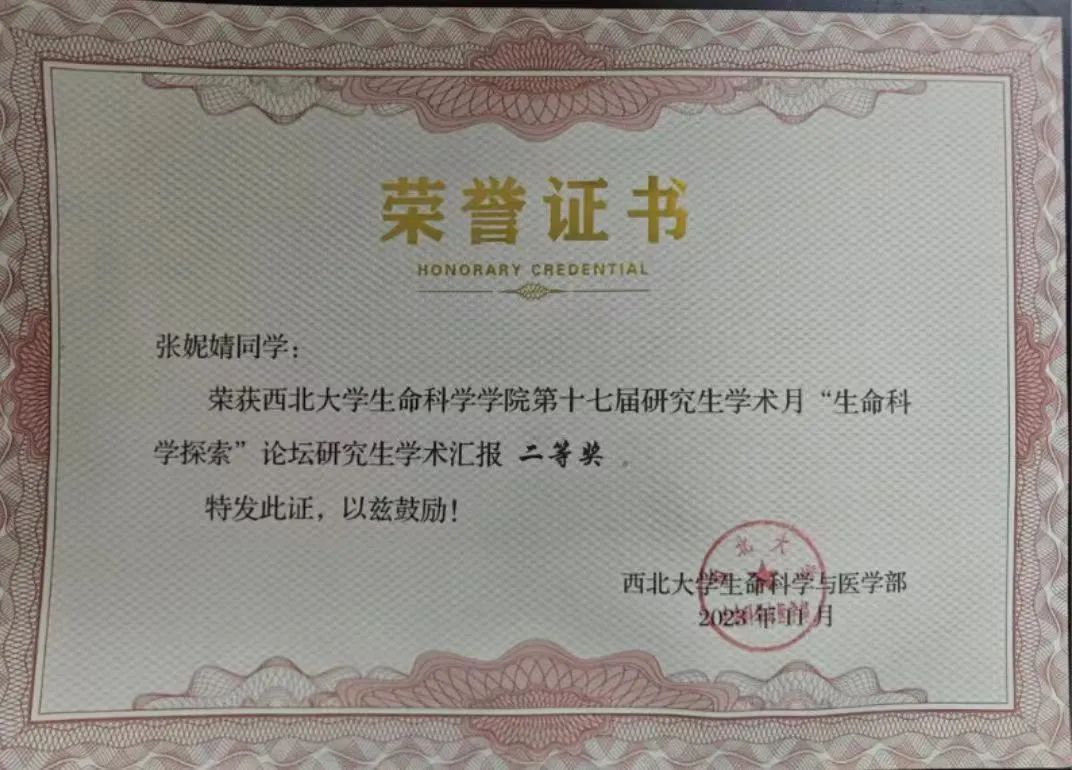 荣誉证书
HONORARY CREDENTIAL
张妮婧同学：
荣获西北大学生命科学学院第十七届研究生学术月“生命科
学探索”论坛研究生学术汇报 二等奖 。
特发此证，以兹鼓励！
西北大学生命科学与医学部
2023年11月